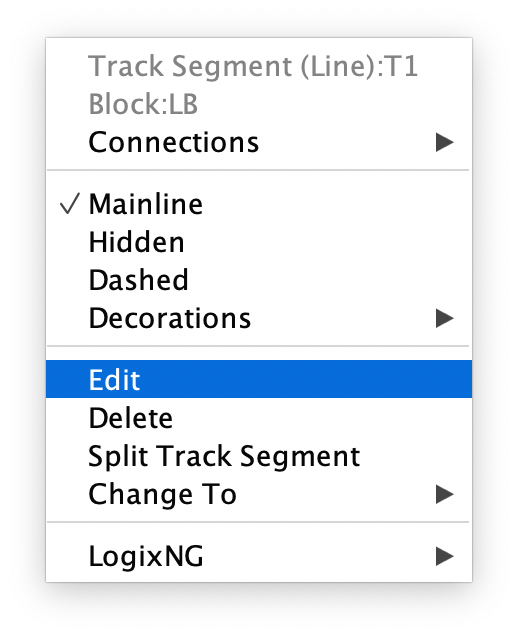 Track Segment (Line):T1
Block:LB
Connections
Mainline
Hidden
Dashed
Decorations
Edit
Delete
Split Track Segment
Change To
LogixNG